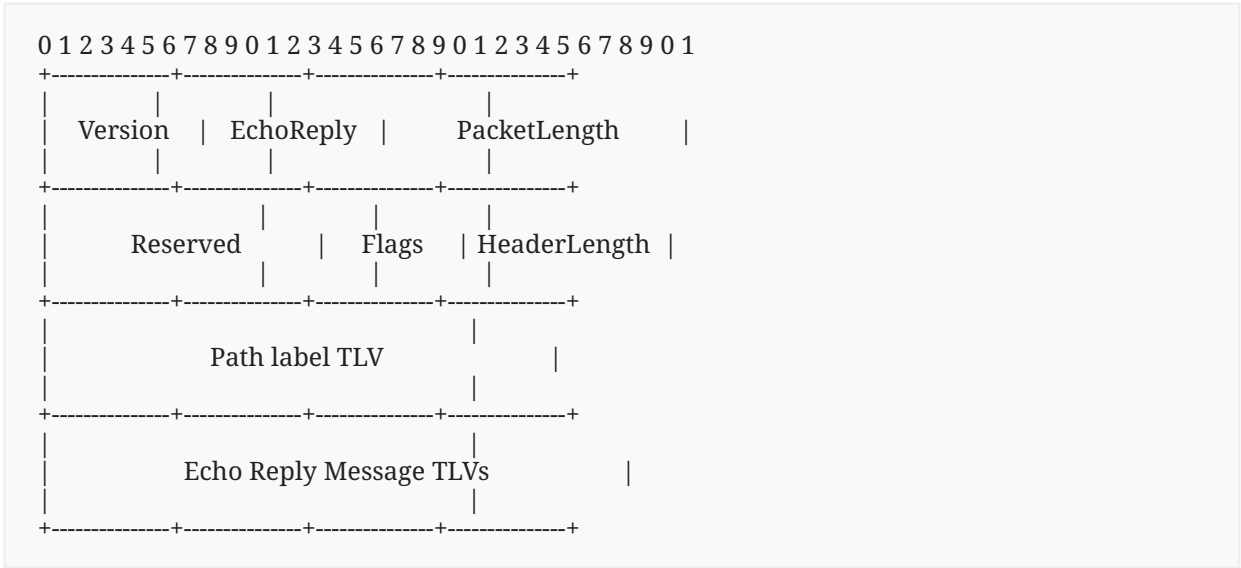 0 1 2 3 4 5 6 7 8 9 0 1 2 3 4 5 6 7 8 9 0 1 2 3 4 5 6 7 8 9 0 1
+---------------+---------------+---------------+---------------+
| | | |
| Version | EchoReply | PacketLength |
| | | |
+---------------+---------------+---------------+---------------+
| | | |
| Reserved | Flags | HeaderLength |
| | | |
+---------------+---------------+---------------+---------------+
| |
| Path label TLV |
| |
+---------------+---------------+---------------+---------------+
| |
| Echo Reply Message TLVs |
| |
+---------------+---------------+---------------+---------------+